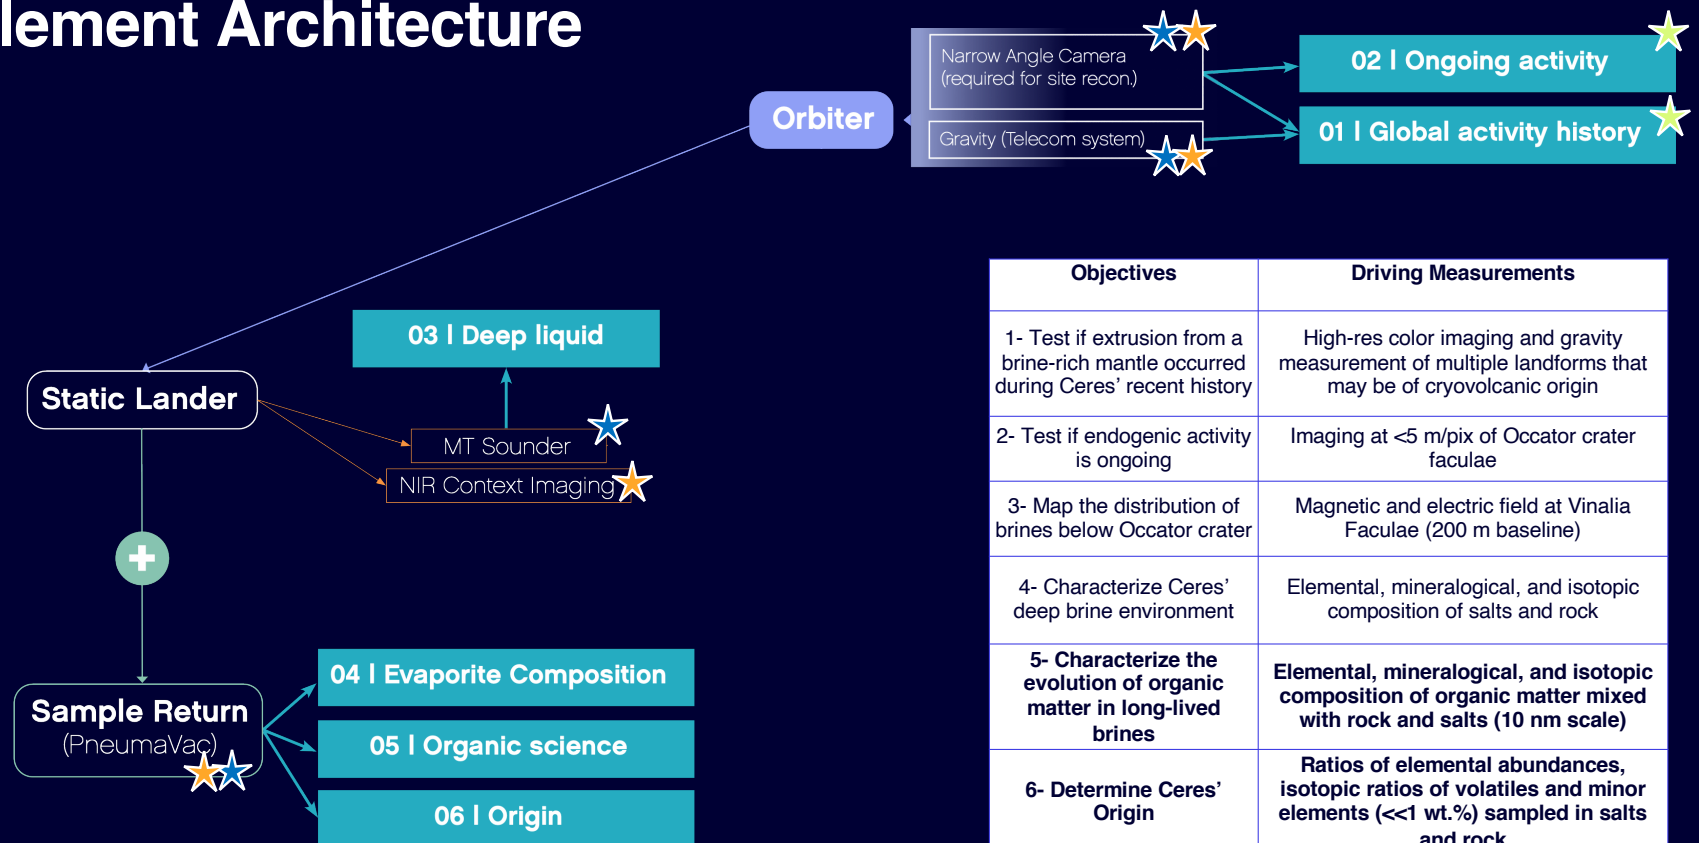 lement Architecture
Narrow Angle Camera
(required for site recon.)
02 | Ongoing activity
Orbiter
Gravity (Telecom system)
01 | Global activity history
03 | Deep liquid
Static Lander
MT Sounder
NIR Context Imaging
Sample Return
(PneumaVac)
04 | Evaporite Composition
05 | Organic science
06 | Origin
Objectives
Driving Measurements
1- Test if extrusion from a
brine-rich mantle occurred
during Ceres’ recent history
High-res color imaging and gravity
measurement of multiple landforms that
may be of cryovolcanic origin
2- Test if endogenic activity
is ongoing
Imaging at <5 m/pix of Occator crater
faculae
3- Map the distribution of
brines below Occator crater
Magnetic and electric field at Vinalia
Faculae (200 m baseline)
4- Characterize Ceres’
deep brine environment
Elemental, mineralogical, and isotopic
composition of salts and rock
5- Characterize the
evolution of organic
matter in long-lived
brines
Elemental, mineralogical, and isotopic
composition of organic matter mixed
with rock and salts (10 nm scale)
6- Determine Ceres’
Origin
Ratios of elemental abundances,
isotopic ratios of volatiles and minor
elements (<<1 wt.%) sampled in salts
and rock